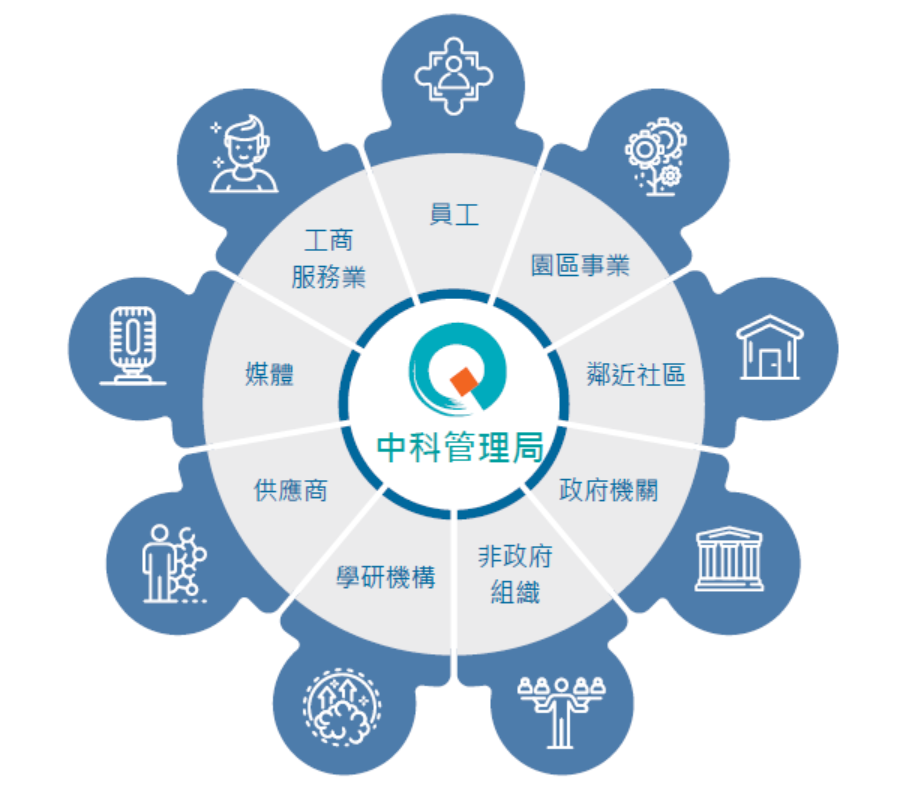 員工
園區事業
鄰近社區
政府機關
非政府
組織
學研機構
供應商
媒體
工商
服務業
中科管理局